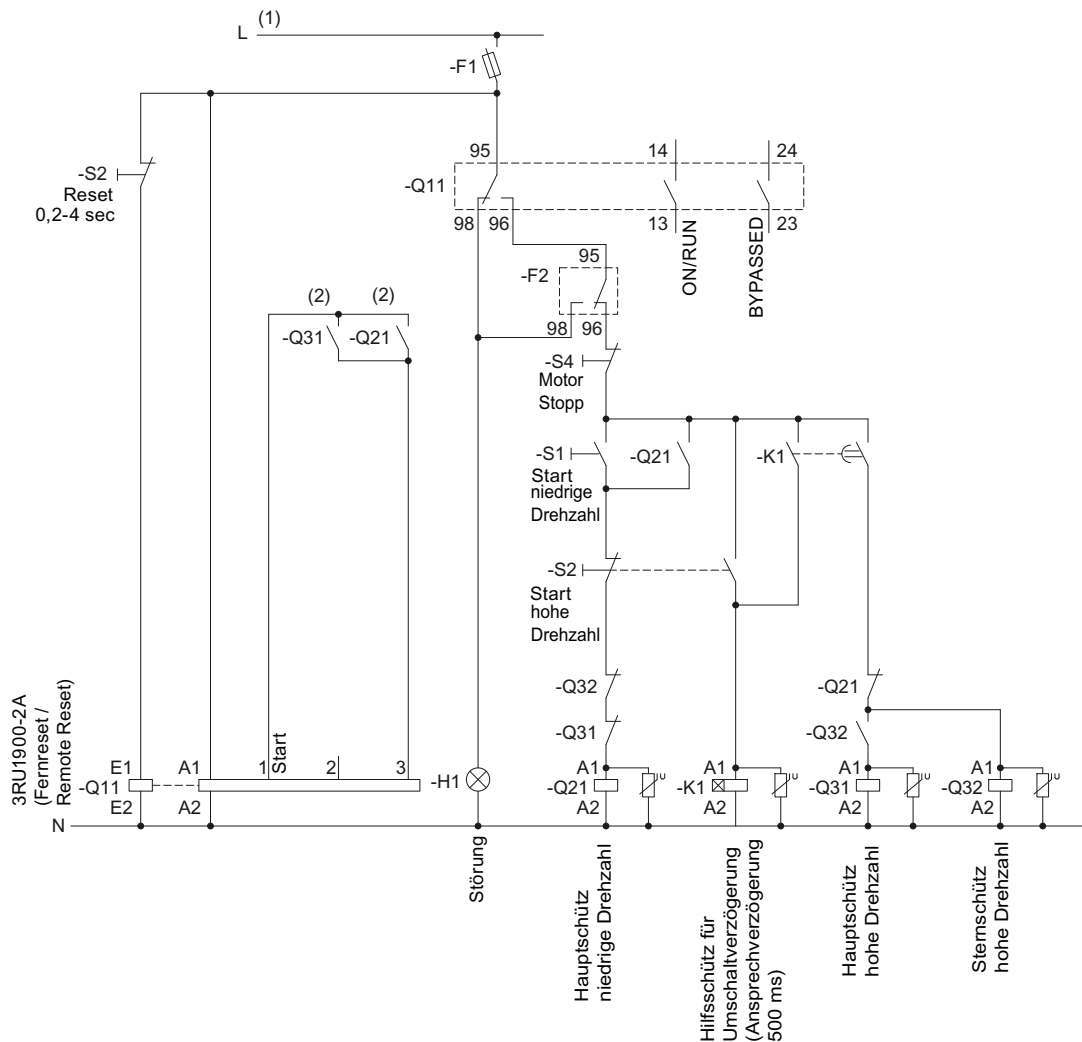 L
(1)
-F1
95
14
24
-S2
Reset
0,2-4 sec
-Q11
98
96
13
23
ON/RUN
BYPASSED
95
-F2
98
96
(2)
(2)
-Q31
-Q21
-S4
Motor
Stopp
-S1
Start
niedrige
Drehzahl
-Q21
-K1
-S2
Start
hohe
Drehzahl
-Q32
-Q31
-Q21
-Q32
3RU1900-2A
(Fernreset /
Remote Reset)
E1
A1
1
Start
2
3
-Q11
E2
A2
-H1
A1
-Q21
A2
U
A1
-K1
A2
U
A1
-Q31
A2
U
A1
-Q32
A2
U
N
Störung
Hauptschütz
niedrige Drehzahl
Hilfsschütz für
Umschaltverzögerung
(Ansprechverzögerung
500 ms)
Hauptschütz
hohe Drehzahl
Sternschütz
hohe Drehzahl